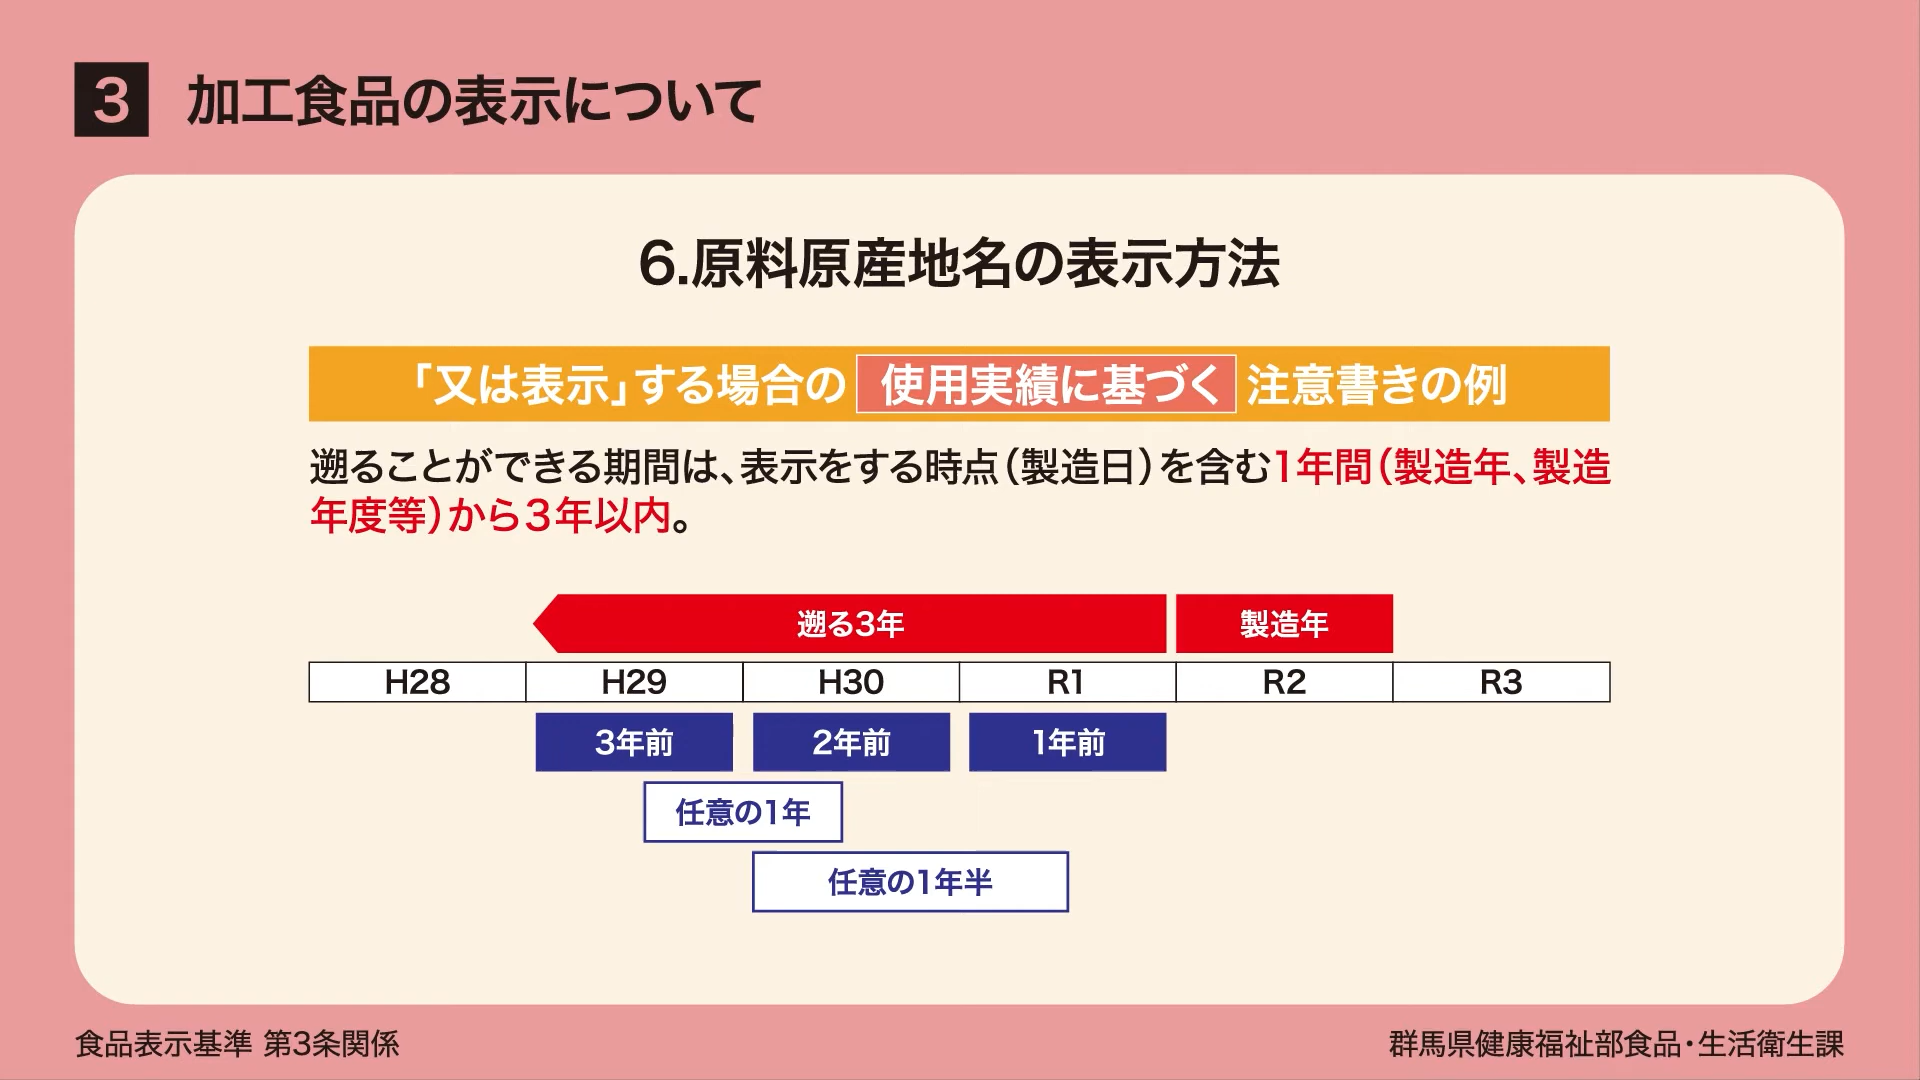 3 加工食品の表示について
6.原料原産地名の表示方法
「又は表示」する場合の 使用実績に基づく 注意書きの例
遡ることができる期間は、表示をする時点（製造日）を含む1年間（製造年、製造
年度等）から3年以内。
遡る3年 製造年
H28 H29 H30 R1 R2 R3
3年前 2年前 1年前
任意の1年
任意の1年半
食品表示基準 第3条関係
群馬県健康福祉部食品・生活衛生課